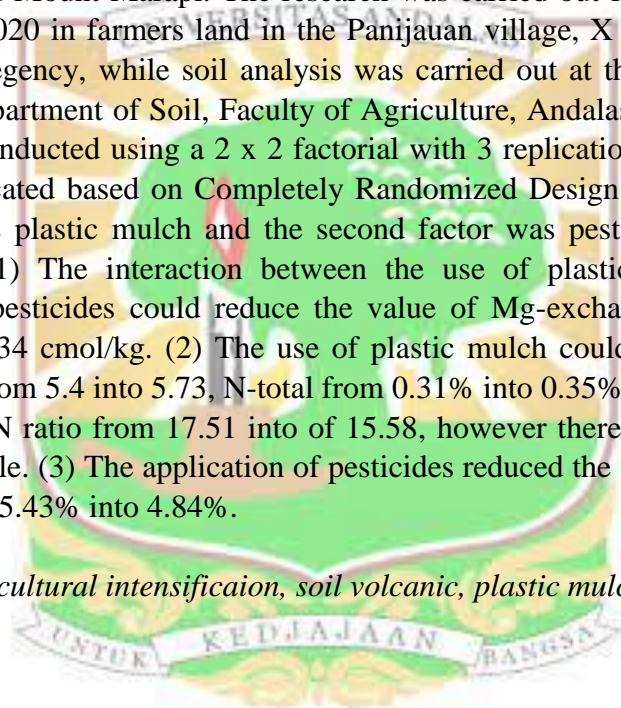 Mount Marapi. The research was carried out
UNIVERSITAS ANDALAS
020 in farmers land in the Panijauan village, X
egency, while soil analysis was carried out at th
partment of Soil, Faculty of Agriculture, Andalas
nducted using a 2 x 2 factorial with 3 replication
cated based on Completely Randomized Design
s plastic mulch and the second factor was pest
1) The interaction between the use of plastic
pesticides could reduce the value of Mg-excha
34 cmol/kg. (2) The use of plastic mulch could
om 5.4 into 5.73, N-total from 0.31% into 0.35%
N ratio from 17.51 into of 15.58, however there
le. (3) The application of pesticides reduced the
5.43% into 4.84%.
cultural intensificaion, soil volcanic, plastic mulc
UNTUK KEDJAJAAN BANGSA